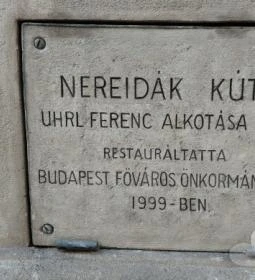 NEREIDÁK KÚT
UHRL FERENC ALKOTÁSA
RESTAURÁLTATTA
BUDAPEST FŐVÁROS ÖNKORMÁN
1999-BEN.